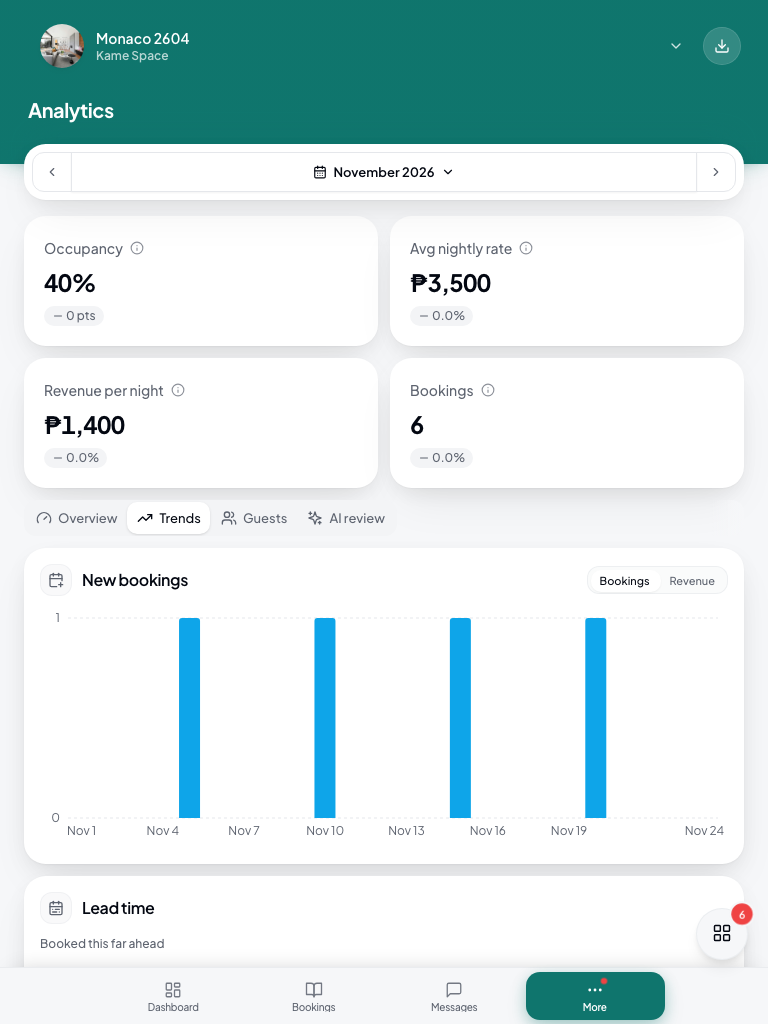 Monaco 2604
Kame Space
Analytics
November 2026
Occupancy
40%
— 0 pts
Avg nightly rate
₱3,500
— 0.0%
Revenue per night
₱1,400
— 0.0%
Bookings
6
— 0.0%
Overview Trends Guests AI review
New bookings
Bookings Revenue
1
0
Nov 1 Nov 4 Nov 7 Nov 10 Nov 13 Nov 16 Nov 19 Nov 24
Lead time
Booked this far ahead
6
Dashboard Bookings Messages More